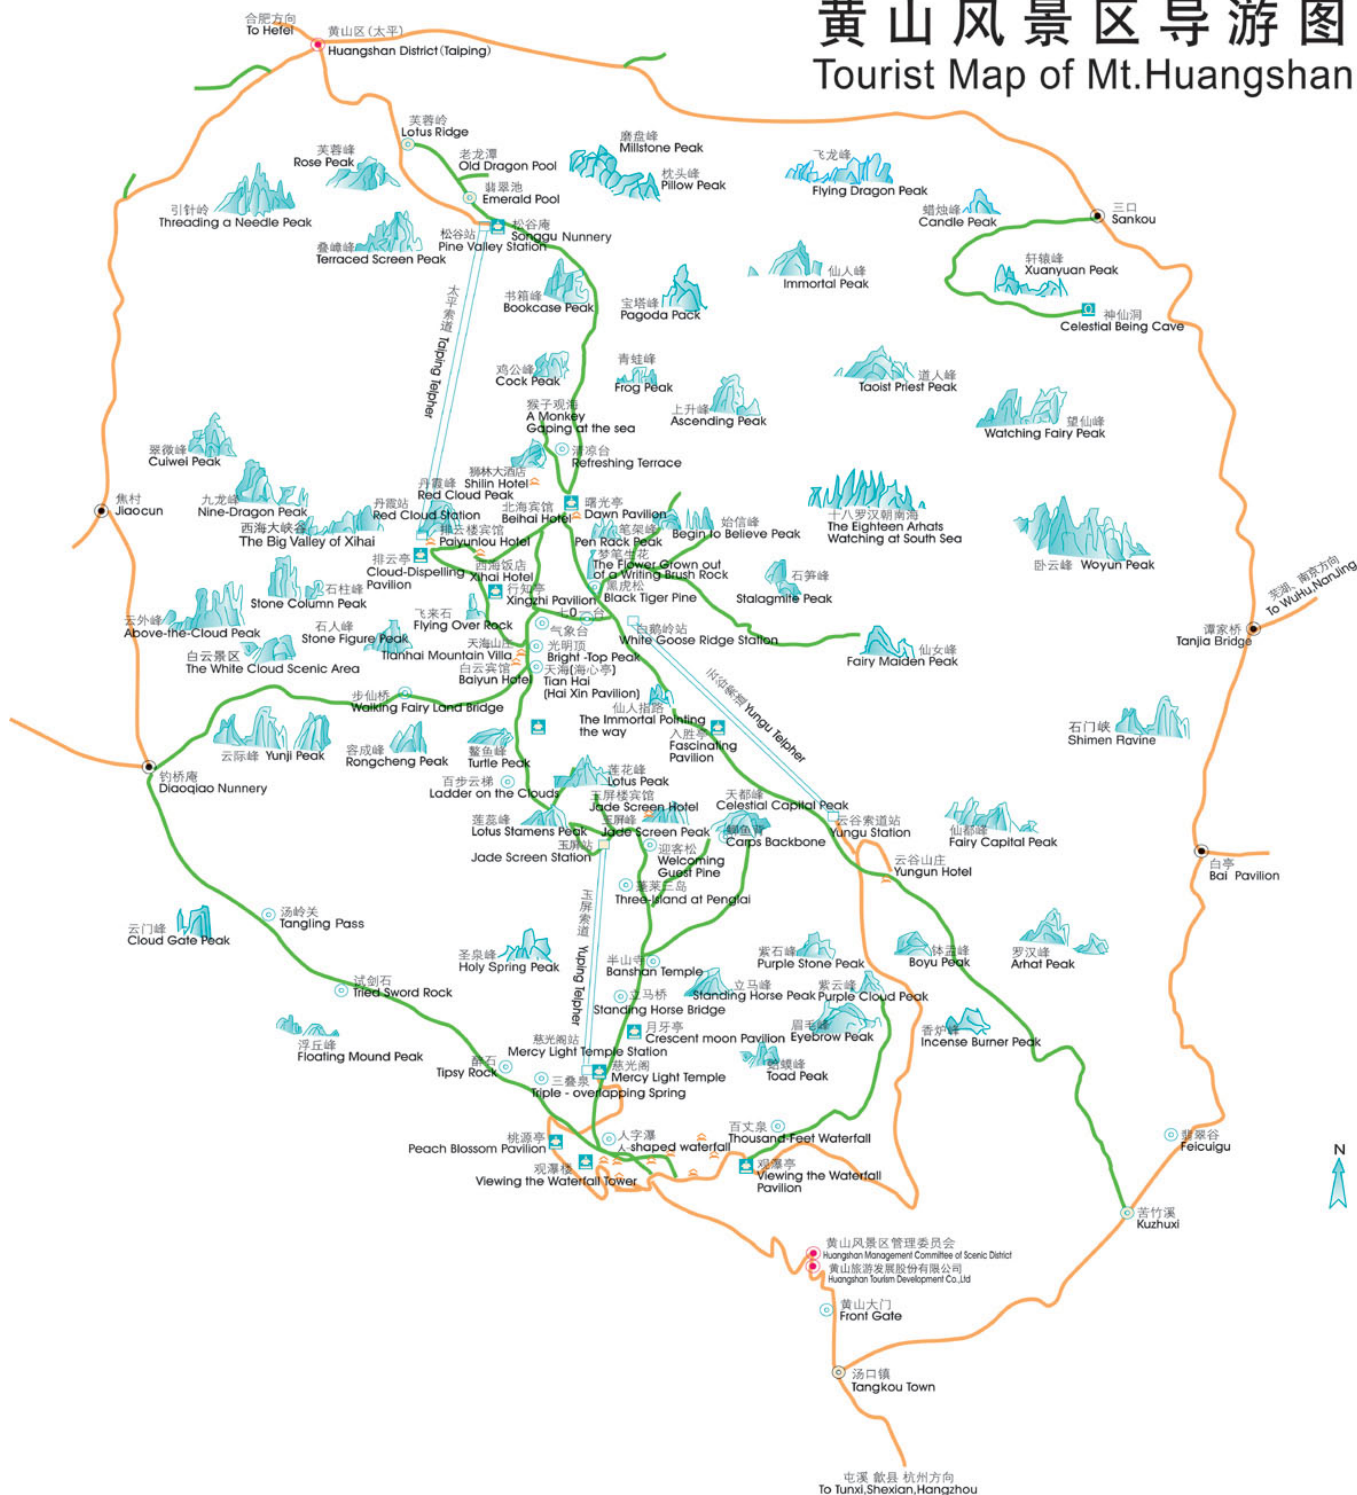 黄山风景区导游图
Tourist Map of Mt.Huangshan
合肥方向
To Hefei
黄山区(太平)
Huangshan District(Taiping)
芙蓉岭
Lotus Ridge
老龙潭
Old Dragon Pool
翡翠池
Emerald Pool
芙蓉峰
Rose Peak
磨盘峰
Millstone Peak
枕头峰
Pillow Peak
飞龙峰
Flying Dragon Peak
蜡烛峰
Candle Peak
三口
Sankou
引针岭
Threading a Needle Peak
叠嶂峰
Terraced Screen Peak
松谷站
Pine Valley Station
松谷庵
Songgu Nunnery
轩辕峰
Xuanyuan Peak
仙人峰
Immortal Peak
神仙洞
Celestial Being Cave
书箱峰
Bookcase Peak
宝塔峰
Pagoda Pack
太平索道 Taiping Telpher
鸡公峰
Cock Peak
青蛙峰
Frog Peak
道人峰
Taoist Priest Peak
上升峰
Ascending Peak
望仙峰
Watching Fairy Peak
猴子观海
A Monkey
Gaping at the sea
清凉台
Refreshing Terrace
翠微峰
Cuiwei Peak
狮林大酒店
Shilin Hotel
丹霞峰
Red Cloud Peak
焦村
Jiaocun
九龙峰
Nine-Dragon Peak
丹霞站
Red Cloud Station
北海宾馆
Beihai Hotel
曙光亭
Dawn Pavilion
始信峰
Begin to Believe Peak
十八罗汉朝南海
The Eighteen Arhats
Watching at South Sea
西海大峡谷
The Big Valley of Xihai
排云楼宾馆
Paiyunlou Hotel
笔架峰
Pen Rack Peak
卧云峰 Woyun Peak
排云亭
Cloud-Dispelling
Pavilion
西海饭店
Xihai Hotel
梦笔生花
The Flower Grown out
of a Writing Brush Rock
石笋峰
Stalagmite Peak
芜湖、南京方向
To WuHu,NanJing
石柱峰
Stone Column Peak
行知亭
Xingzhi Pavilion
黑虎松
Black Tiger Pine
云外峰
Above-the-Cloud Peak
飞来石
Flying Over Rock
石人峰
Stone Figure Peak
气象台
白鹅岭站
White Goose Ridge Station
谭家桥
Tanjia Bridge
白云景区
The White Cloud Scenic Area
天海山庄
Tianhai Mountain Villa
光明顶
Bright -Top Peak
仙女峰
Fairy Maiden Peak
白云宾馆
Baiyun Hotel
天海(海心亭)
Tian Hai
(Hai Xin Pavilion)
云谷索道 Yungu Telpher
步仙桥
Walking Fairy Land Bridge
仙人指路
The Immortal Pointing
the way
入胜亭
Fascinating
Pavilion
石门峡
Shimen Ravine
云际峰 Yunji Peak
容成峰
Rongcheng Peak
鳌鱼峰
Turtle Peak
钓桥庵
Diaoqiao Nunnery
百步云梯
Ladder on the Clouds
莲花峰
Lotus Peak
玉屏楼宾馆
Jade Screen Hotel
天都峰
Celestial Capital Peak
莲蕊峰
Lotus Stamens Peak
玉屏峰
Jade Screen Peak
鲫鱼背
Carps Backbone
云谷索道站
Yungu Station
仙都峰
Fairy Capital Peak
玉屏站
Jade Screen Station
迎客松
Welcoming
Guest Pine
云谷山庄
Yungun Hotel
白亭
Bai Pavilion
蓬莱三岛
Three-Island at Penglai
玉屏索道 Yuping Telpher
汤岭关
Tangling Pass
云门峰
Cloud Gate Peak
圣泉峰
Holy Spring Peak
半山寺
Banshan Temple
紫石峰
Purple Stone Peak
钵盂峰
Boyu Peak
罗汉峰
Arhat Peak
试剑石
Tried Sword Rock
立马桥
Standing Horse Bridge
立马峰
Standing Horse Peak
紫云峰
Purple Cloud Peak
浮丘峰
Floating Mound Peak
慈光阁站
Mercy Light Temple Station
月牙亭
Crescent moon Pavilion
眉毛峰
Eyebrow Peak
香炉峰
Incense Burner Peak
醉石
Tipsy Rock
慈光阁
Mercy Light Temple
蛤蟆峰
Toad Peak
三叠泉
Triple - overlapping Spring
桃源亭
Peach Blossom Pavilion
人字瀑
人-shaped waterfall
百丈泉
Thousand-Feet Waterfall
翡翠谷
Feicuigu
观瀑楼
Viewing the Waterfall Tower
观瀑亭
Viewing the Waterfall
Pavilion
N
苦竹溪
Kuzhuxi
黄山风景区管理委员会
Huangshan Management Committee of Scenic District
黄山旅游发展股份有限公司
Huangshan Tourism Development Co.,Ltd
黄山大门
Front Gate
汤口镇
Tangkou Town
屯溪 歙县 杭州方向
To Tunxi,Shexian,Hangzhou